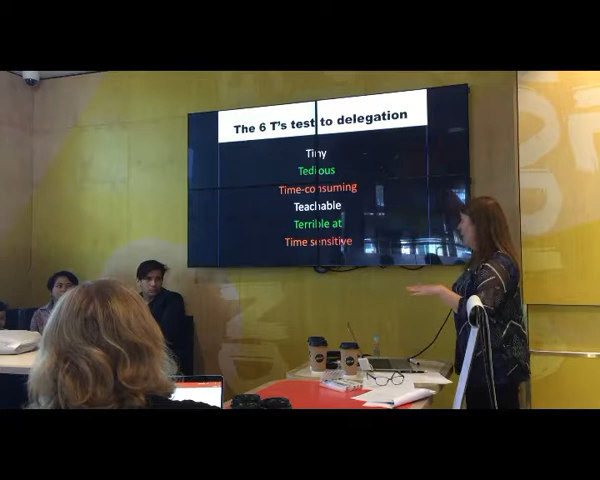 The 6 T's test to delegation
Tiny
Tedious
Time-consuming
Teachable
Terrible at
Time sensitive